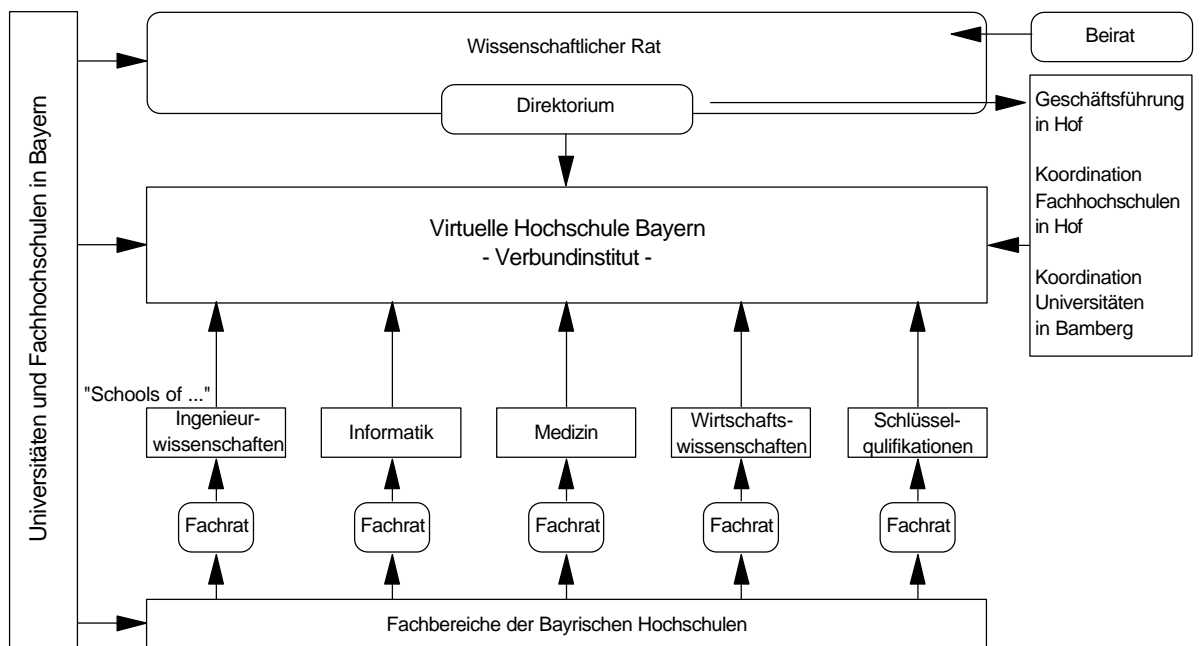 Universitäten und Fachhochschulen in Bayern
Wissenschaftlicher Rat
Beirat
Direktorium
Geschäftsführung
in Hof
Koordination
Fachhochschulen
in Hof
Koordination
Universitäten
in Bamberg
Virtuelle Hochschule Bayern
- Verbundinstitut -
"Schools of ..."
Ingenieur-
wissenschaften
Informatik
Medizin
Wirtschafts-
wissenschaften
Schlüssel-
qulifikationen
Fachrat
Fachrat
Fachrat
Fachrat
Fachrat
Fachbereiche der Bayrischen Hochschulen